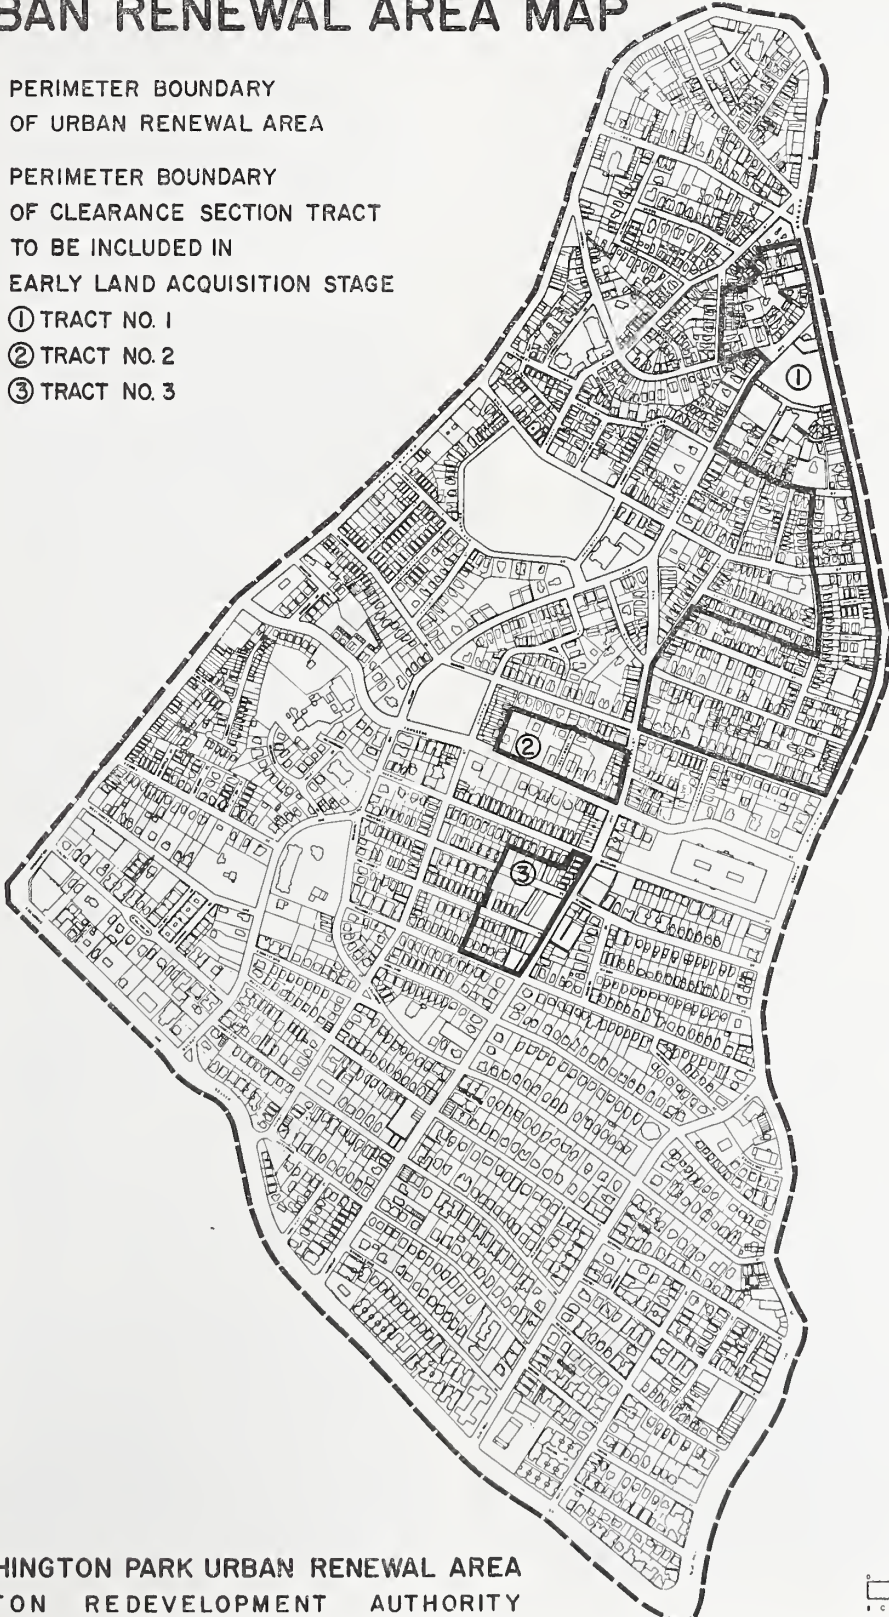 BAN RENEWAL AREA MAP
PERIMETER BOUNDARY
OF URBAN RENEWAL AREA
PERIMETER BOUNDARY
OF CLEARANCE SECTION TRACT
TO BE INCLUDED IN
EARLY LAND ACQUISITION STAGE
① TRACT NO. 1
② TRACT NO. 2
③ TRACT NO. 3
①
②
③
HINGTON PARK URBAN RENEWAL AREA
TON REDEVELOPMENT AUTHORITY